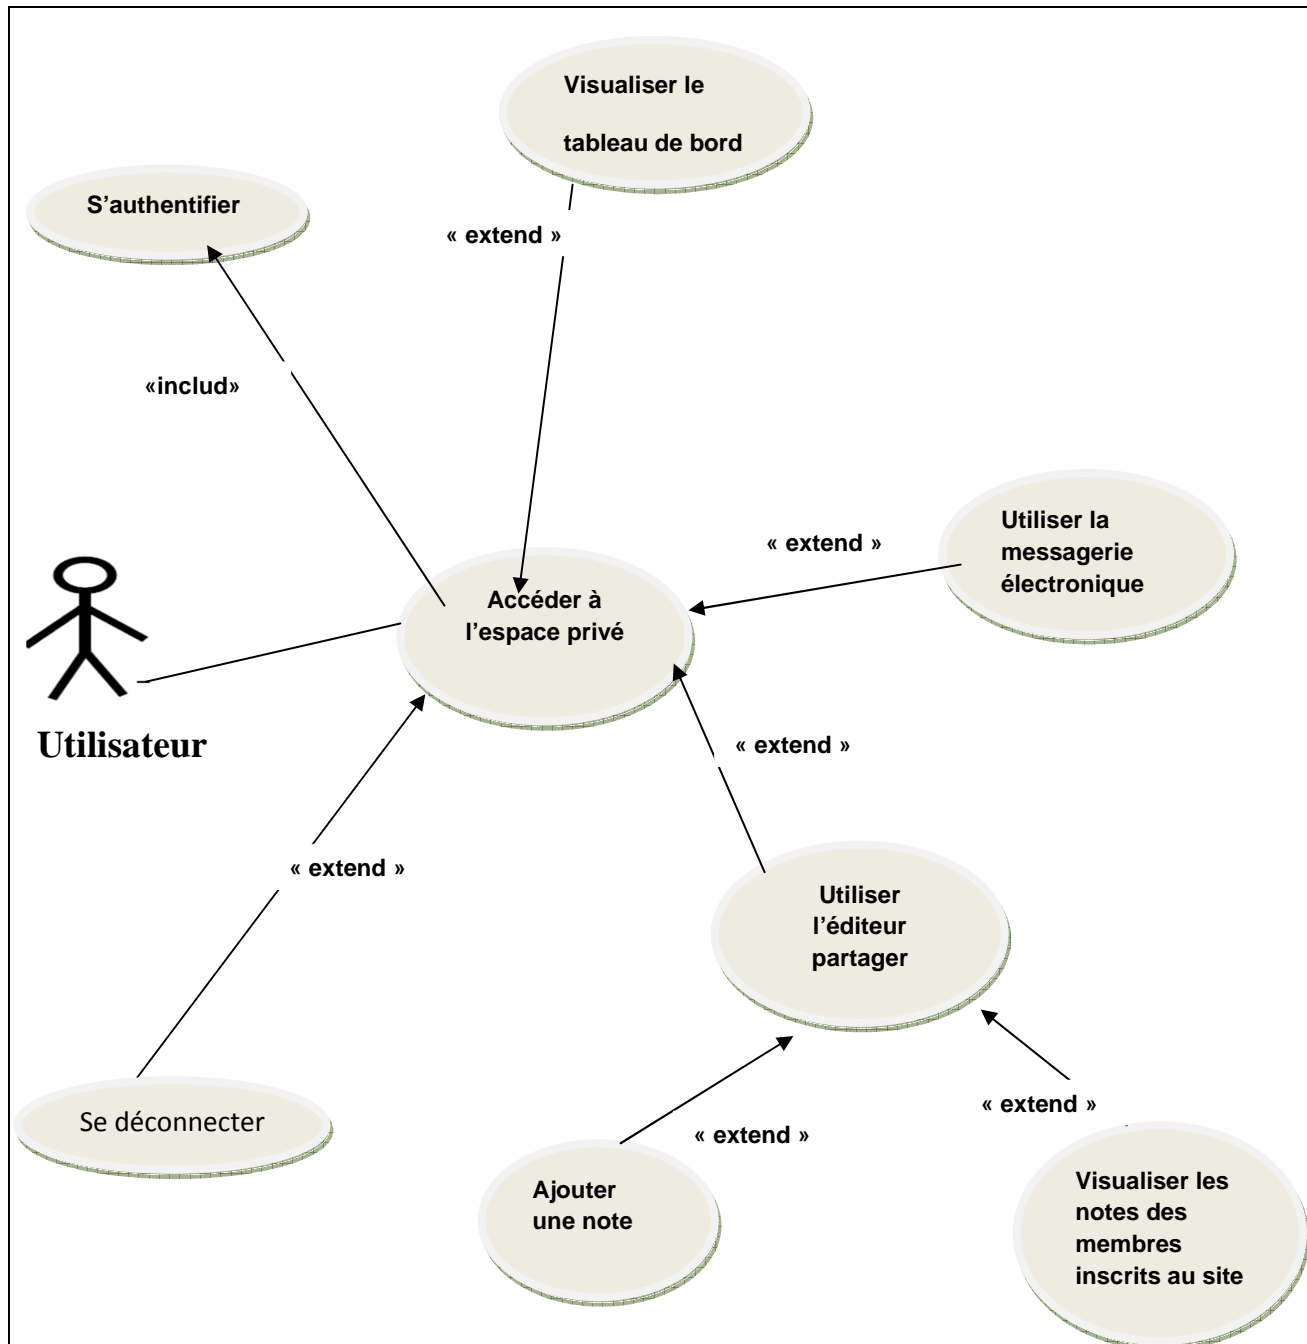 Visualiser le
tableau de bord
S’authentifier
« extend »
«includ»
Utiliser la
messagerie
électronique
« extend »
Accéder à
l’espace privé
Utilisateur
« extend »
« extend »
Utiliser
l’éditeur
partager
« extend »
« extend »
Se déconnecter
Ajouter
une note
Visualiser les
notes des
membres
inscrits au site